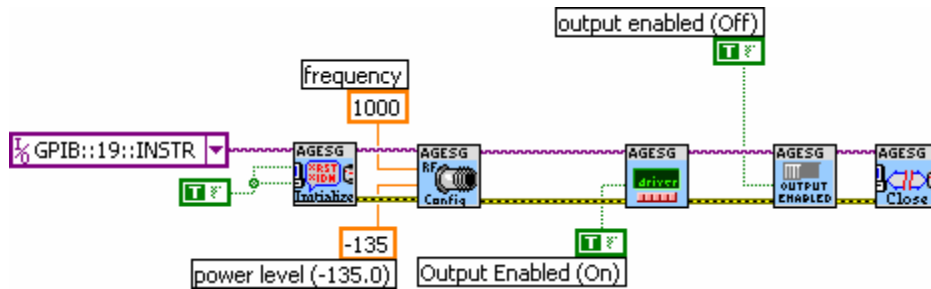 output enabled (Off)
T F
frequency
1000
I/O GPIB::19::INSTR
AGESG
*RST
*IDN
Initialize
T F
AGESG
RF
Config
AGESG
driver
AGESG
OUTPUT
ENABLED
AGESG
Close
-135
power level (-135.0)
T F
Output Enabled (On)